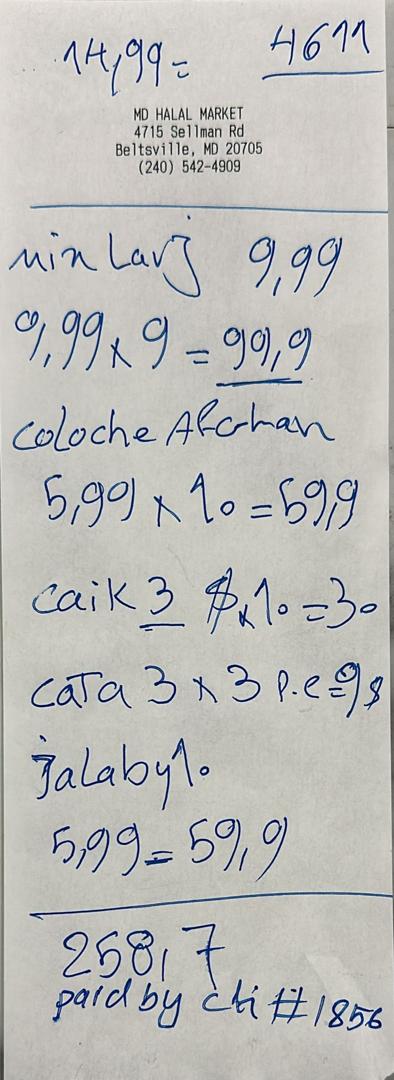 14,99= 4611
MD HALAL MARKET
4715 Sellman Rd
Beltsville, MD 20705
(240) 542-4909
mix Larj 9,99
9,99 x 9 = 99,9
coloche Afghan
5,99 x 10 = 59,9
caik 3 $ x 10 = 30
cata 3 x 3 p.e = 9 $
Jalaby 10
5,99 = 59,9
258,7
paid by ck #1856